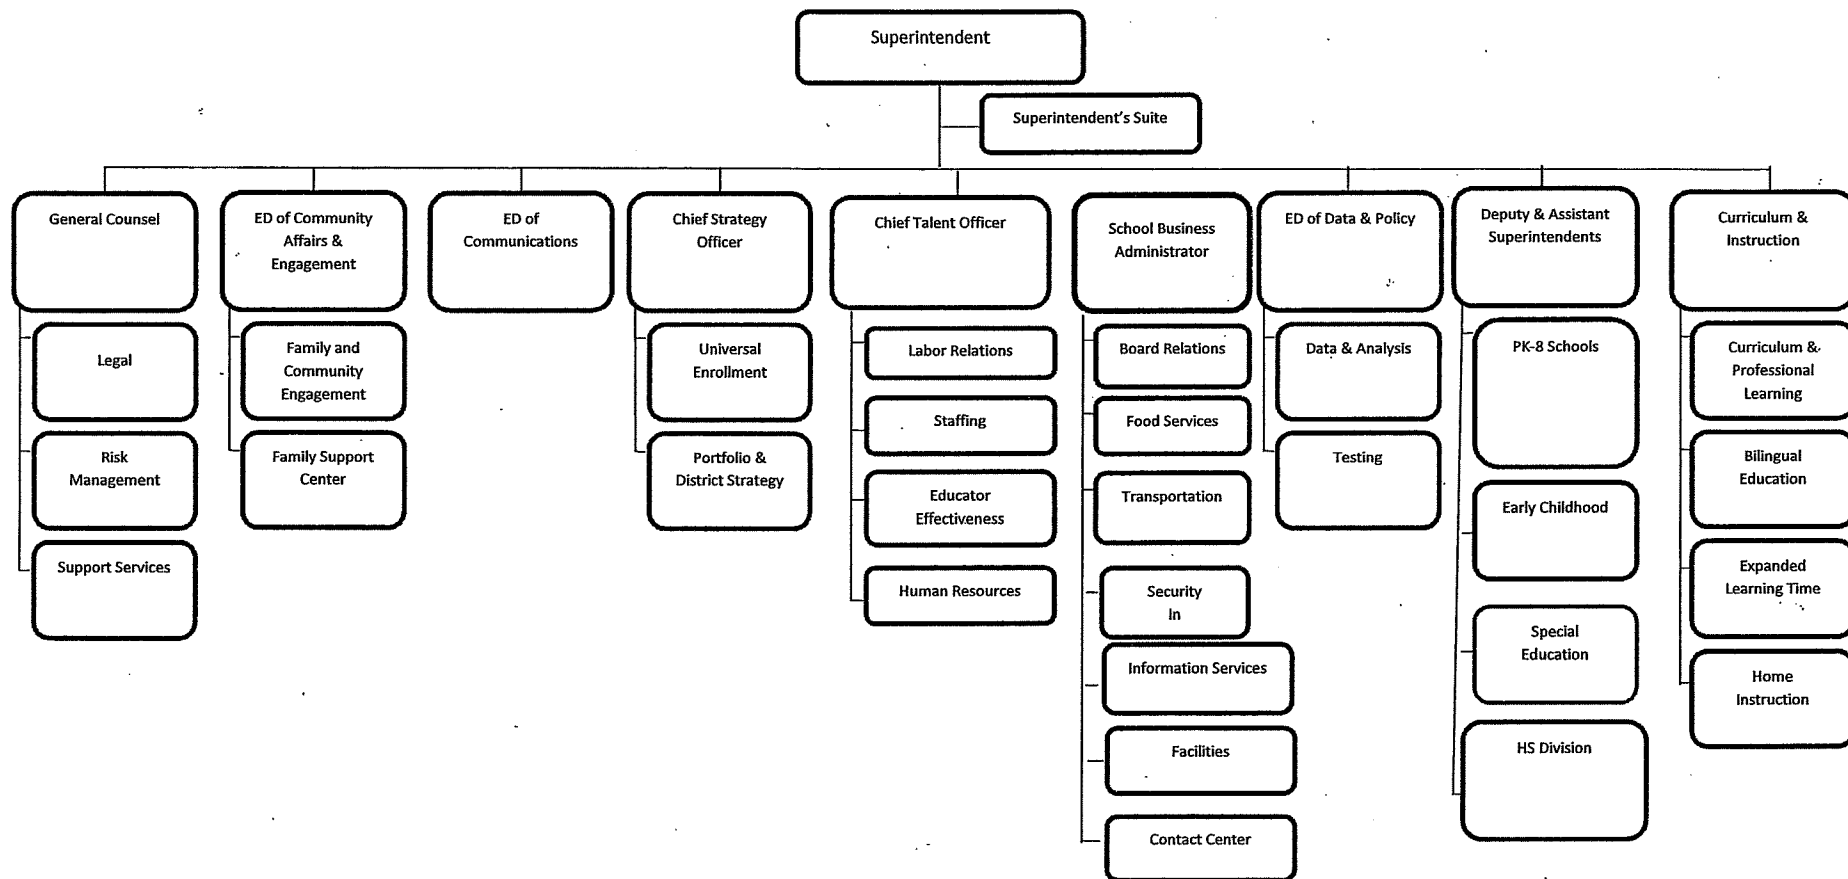 Superintendent
Superintendent's Suite
General Counsel
Legal
Risk
Management
Support Services
ED of Community
Affairs &
Engagement
Family and
Community
Engagement
Family Support
Center
ED of
Communications
Chief Strategy
Officer
Universal
Enrollment
Portfolio &
District Strategy
Chief Talent Officer
Labor Relations
Staffing
Educator
Effectiveness
Human Resources
School Business
Administrator
Board Relations
Food Services
Transportation
Security
In
Information Services
Facilities
Contact Center
ED of Data & Policy
Data & Analysis
Testing
Deputy & Assistant
Superintendents
PK-8 Schools
Early Childhood
Special
Education
HS Division
Curriculum &
Instruction
Curriculum &
Professional
Learning
Bilingual
Education
Expanded
Learning Time
Home
Instruction